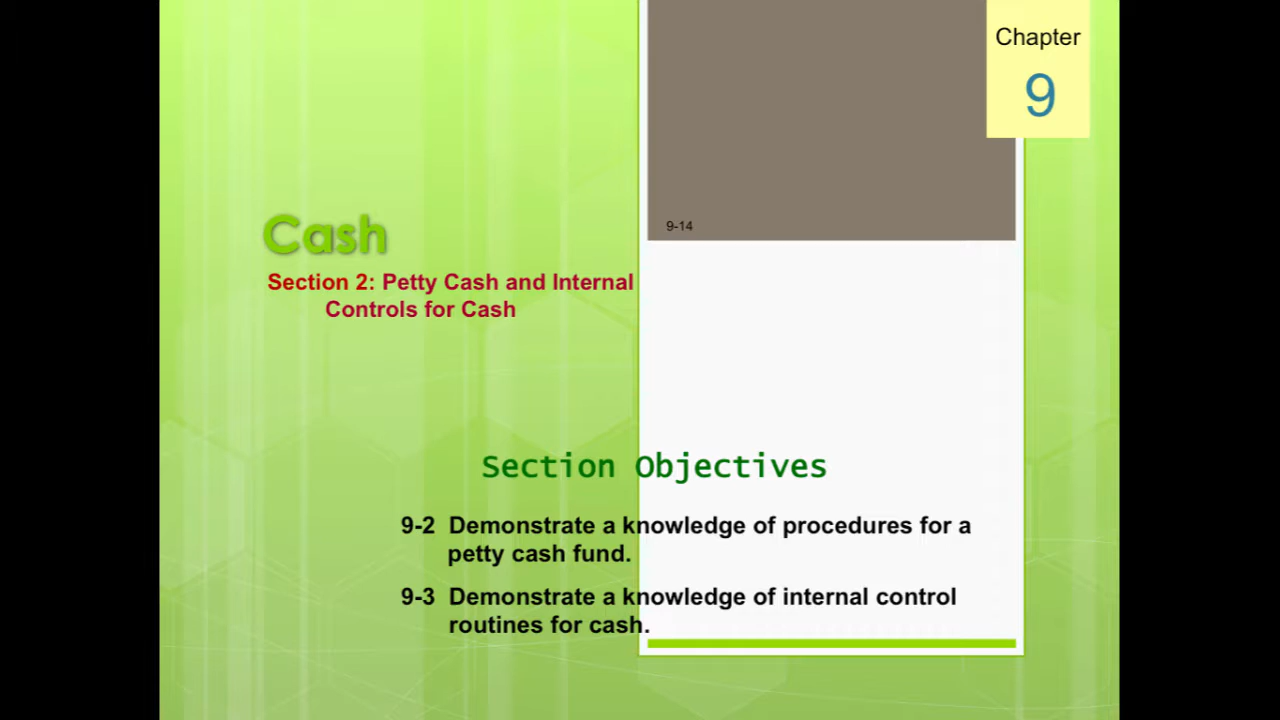 Chapter
9
9-14
Cash
Section 2: Petty Cash and Internal
Controls for Cash
Section Objectives
9-2 Demonstrate a knowledge of procedures for a
petty cash fund.
9-3 Demonstrate a knowledge of internal control
routines for cash.